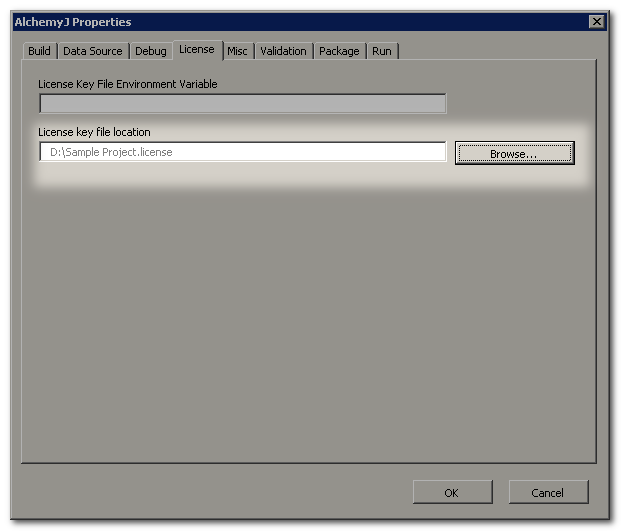 AlchemyJ Properties
Build Data Source Debug License Misc Validation Package Run
License Key File Environment Variable
License key file location
D:\Sample Project.license Browse...
OK Cancel